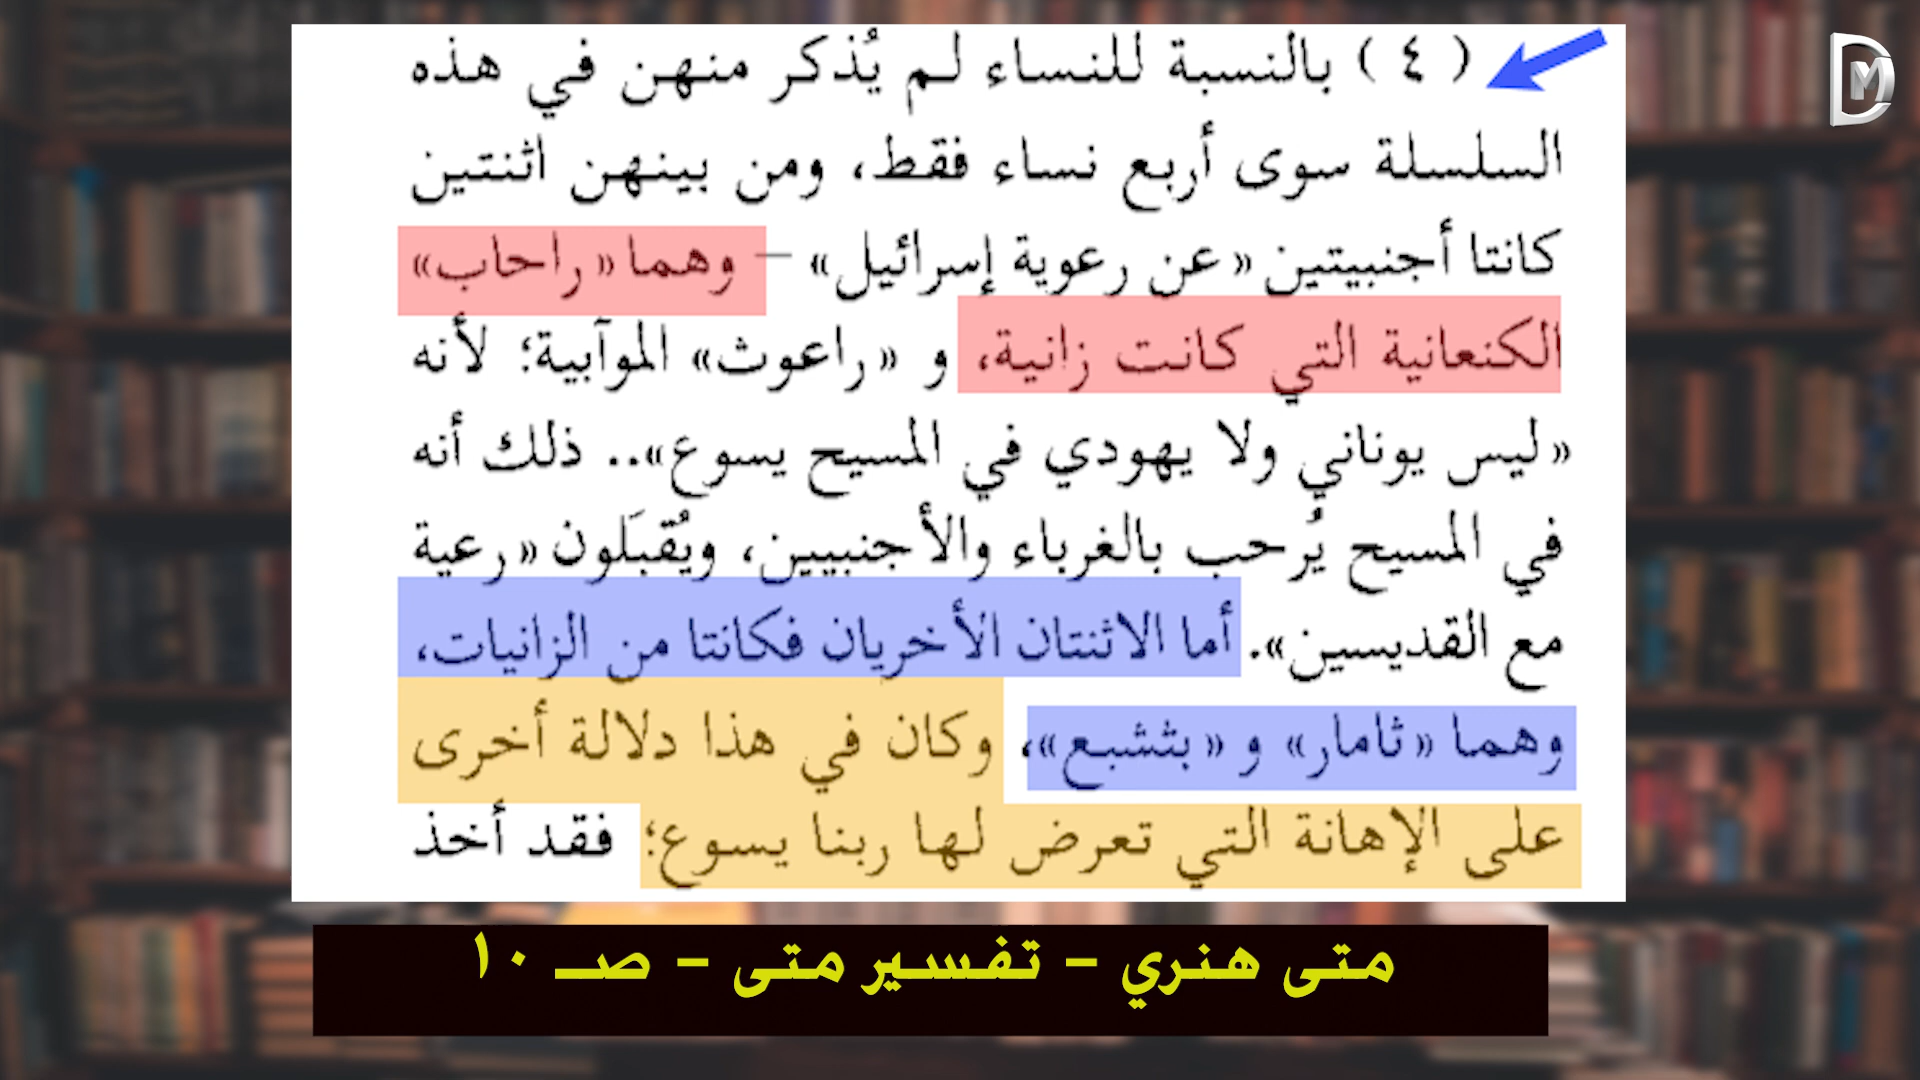 ( ٤ ) بالنسبة للنساء لم يُذكر منهن في هذه
السلسلة سوى أربع نساء فقط، ومن بينهن اثنتين
كانتا أجنبيتين «عن رعوية إسرائيل» – وهما «راحاب»
الكنعانية التي كانت زانية، و «راعوث» الموآبية؛ لأنه
«ليس يوناني ولا يهودي في المسيح يسوع».. ذلك أنه
في المسيح يُرحب بالغرباء والأجنبيين، ويُقبَلون «رعية
مع القديسين». أما الاثنتان الأخريان فكانتا من الزانيات،
وهما «ثامار» و «بثشبع»، وكان في هذا دلالة أخرى
على الإهانة التي تعرض لها ربنا يسوع؛ فقد أخذ
متى هنري – تفسير متى – صـ ١٠
DM